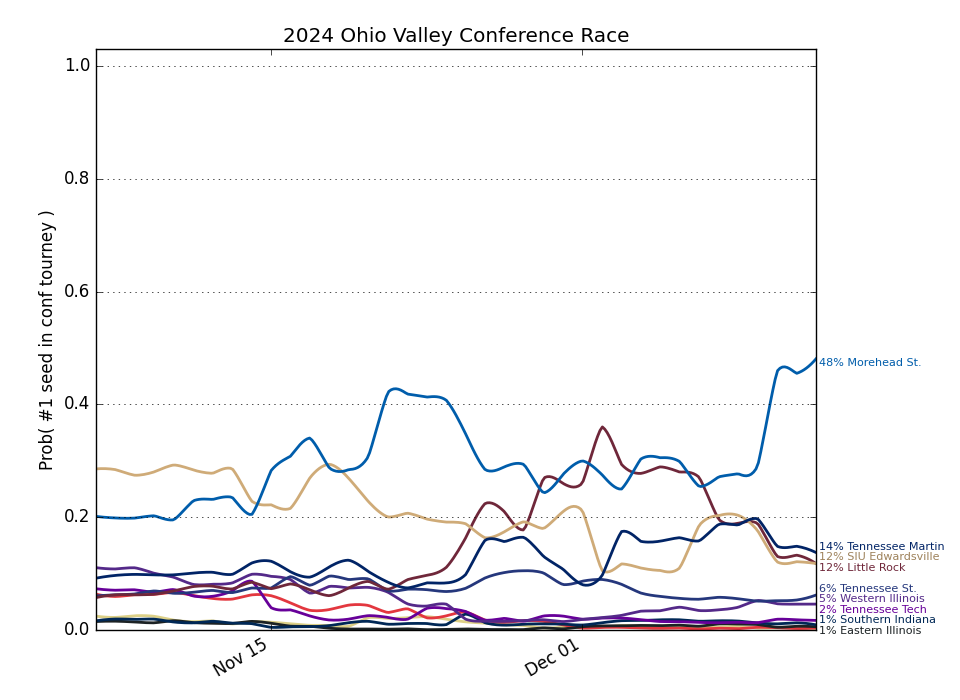 2024 Ohio Valley Conference Race
Prob( #1 seed in conf tourney )
1.0
0.8
0.6
0.4
0.2
0.0
Nov 15
Dec 01
48% Morehead St.
14% Tennessee Martin
12% SIU Edwardsville
12% Little Rock
6% Tennessee St.
5% Western Illinois
2% Tennessee Tech
1% Southern Indiana
1% Eastern Illinois